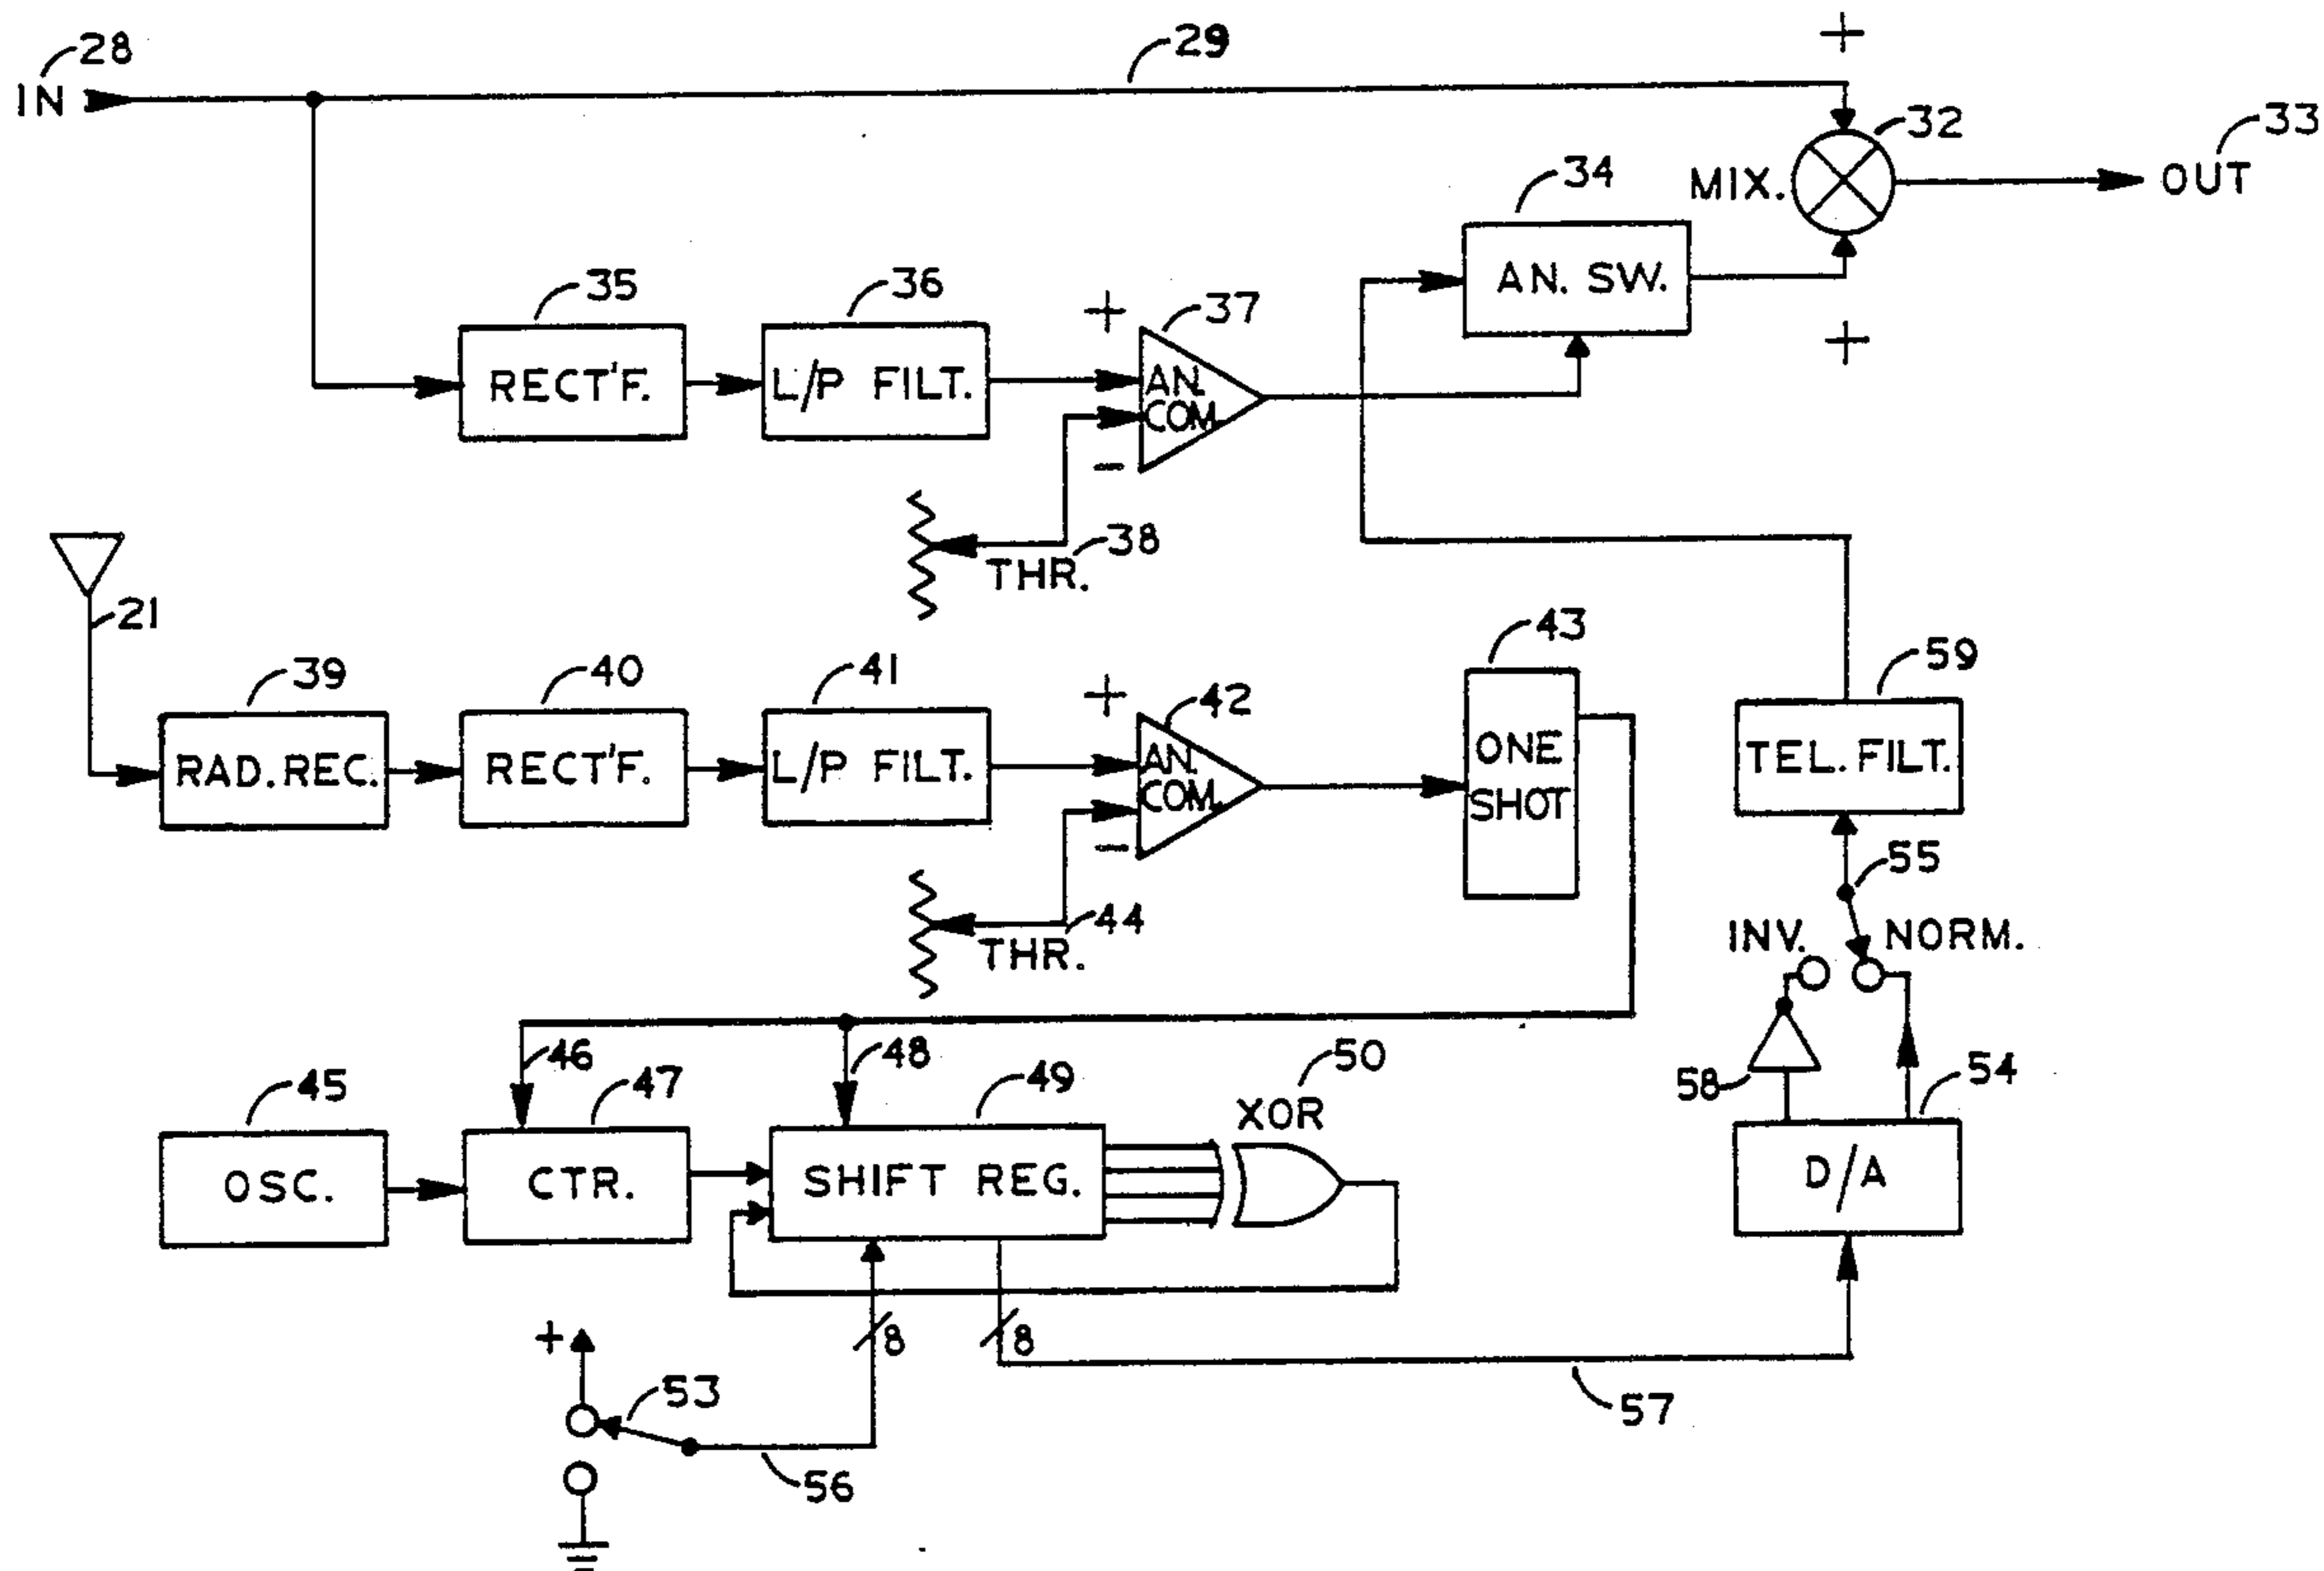 28
29
+
IN
32
33
MIX.
OUT
34
AN. SW.
+
35
36
+
37
RECT'F.
L/P FILT.
AN.
COM.
-
38
THR.
21
39
40
41
+
42
43
59
RAD. REC.
RECT'F.
L/P FILT.
AN.
COM.
ONE
SHOT
TEL. FILT.
-
44
THR.
55
INV.
NORM.
46
48
50
45
47
49
XOR
58
54
OSC.
CTR.
SHIFT REG.
D/A
8
8
+
53
57
56